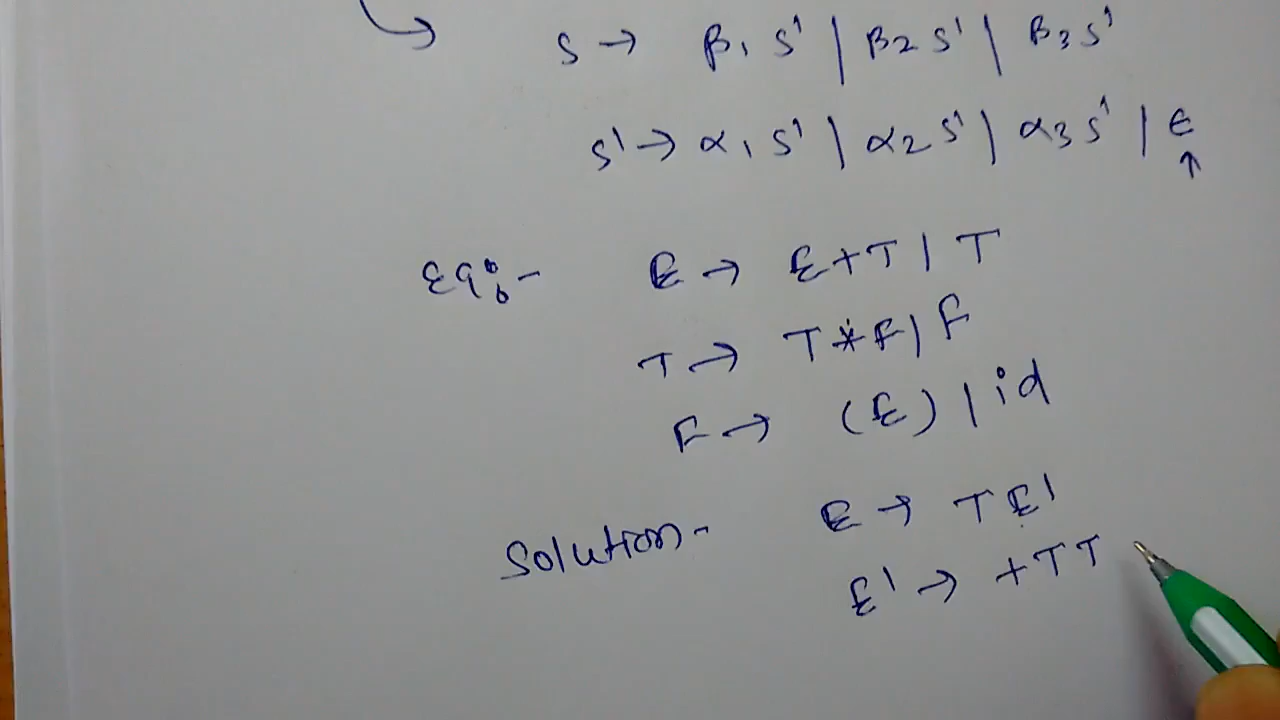 S → β1 S' | β2 S' | β3 S'
S' → α1 S' | α2 S' | α3 S' | ε
↑
Eg:- E → E+T | T
T → T*F | F
F → (E) | id
Solution- E → TE'
E' → +TT